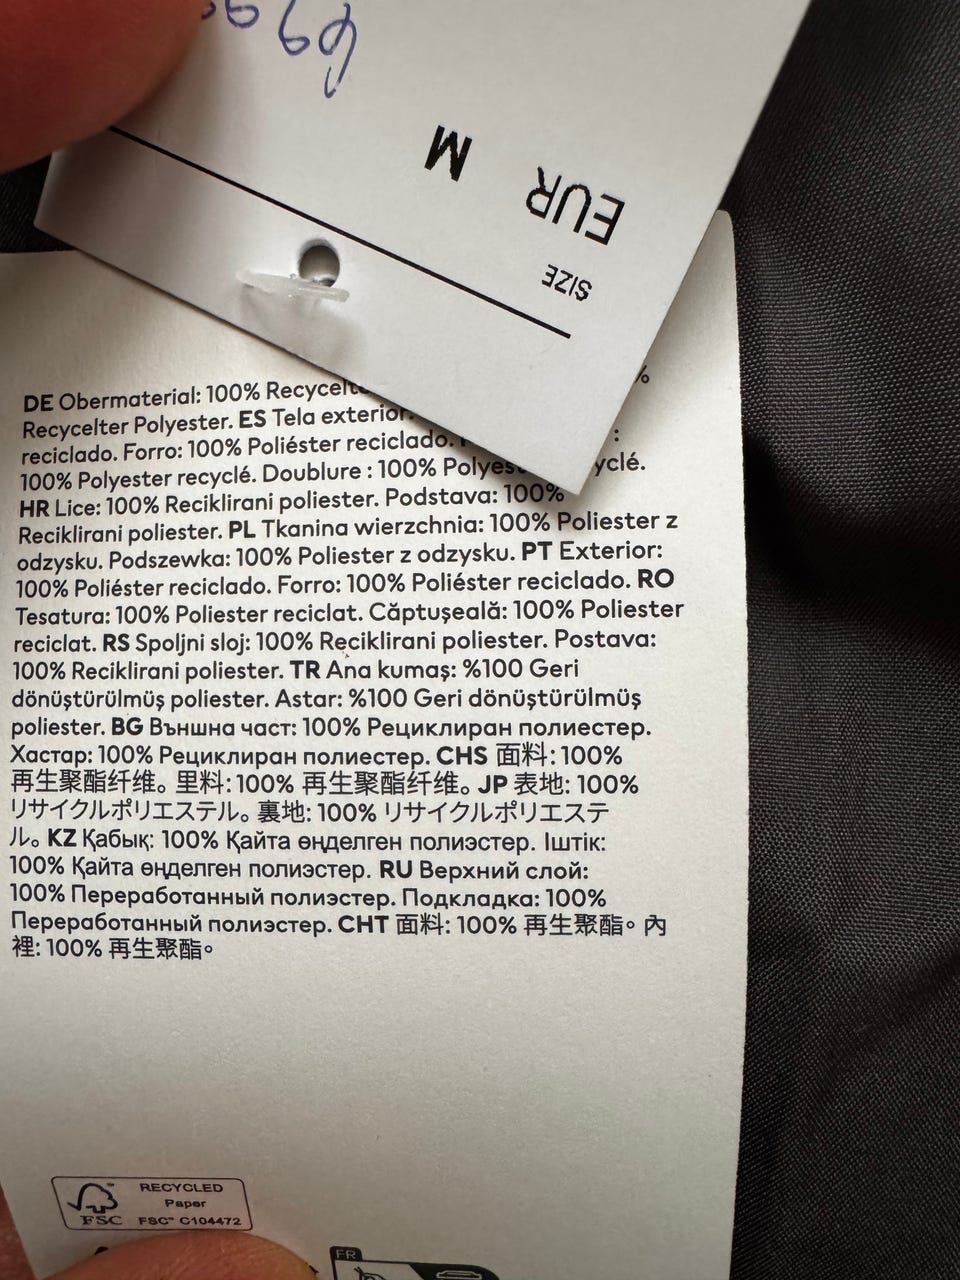 M
EUR
SIZE
%
DE Obermaterial: 100%
Recycelter Polyester. ES Tela exterior:
reciclado. Forro: 100% Poliéster reciclado. :
100% Polyester recyclé. Doublure : 100%
HR Lice: 100% Reciklirani poliester. Podstava: 100%
Reciklirani poliester. PL Tkanina wierzchnia: 100% Poliester z
odzysku. Podszewka: 100% Poliester z odzysku. PT Exterior:
100% Poliéster reciclado. Forro: 100% Poliéster reciclado. RO
Tesatura: 100% Poliester reciclat. Căptușeală: 100% Poliester
reciclat. RS Spoljni sloj: 100% Reciklirani poliester. Postava:
100% Reciklirani poliester. TR Ana kumaş: %100 Geri
dönüştürülmüş poliester. Astar: %100 Geri dönüştürülmüş
poliester. BG Външна част: 100% Рециклиран полиестер.
Хастар: 100% Рециклиран полиестер. CHS 面料: 100%
再生聚酯纤维。里料: 100% 再生聚酯纤维。JP 表地: 100%
リサイクルポリエステル。裏地: 100% リサイクルポリエステ
ル。KZ Қабық: 100% Қайта өңделген полиэстер. Іштік:
100% Қайта өңделген полиэстер. RU Верхний слой:
100% Переработанный полиэстер. Подкладка: 100%
Переработанный полиэстер. CHT 面料: 100% 再生聚酯。內
裡: 100% 再生聚酯。
RECYCLED
Paper
FSC FSC™ C104472
FR